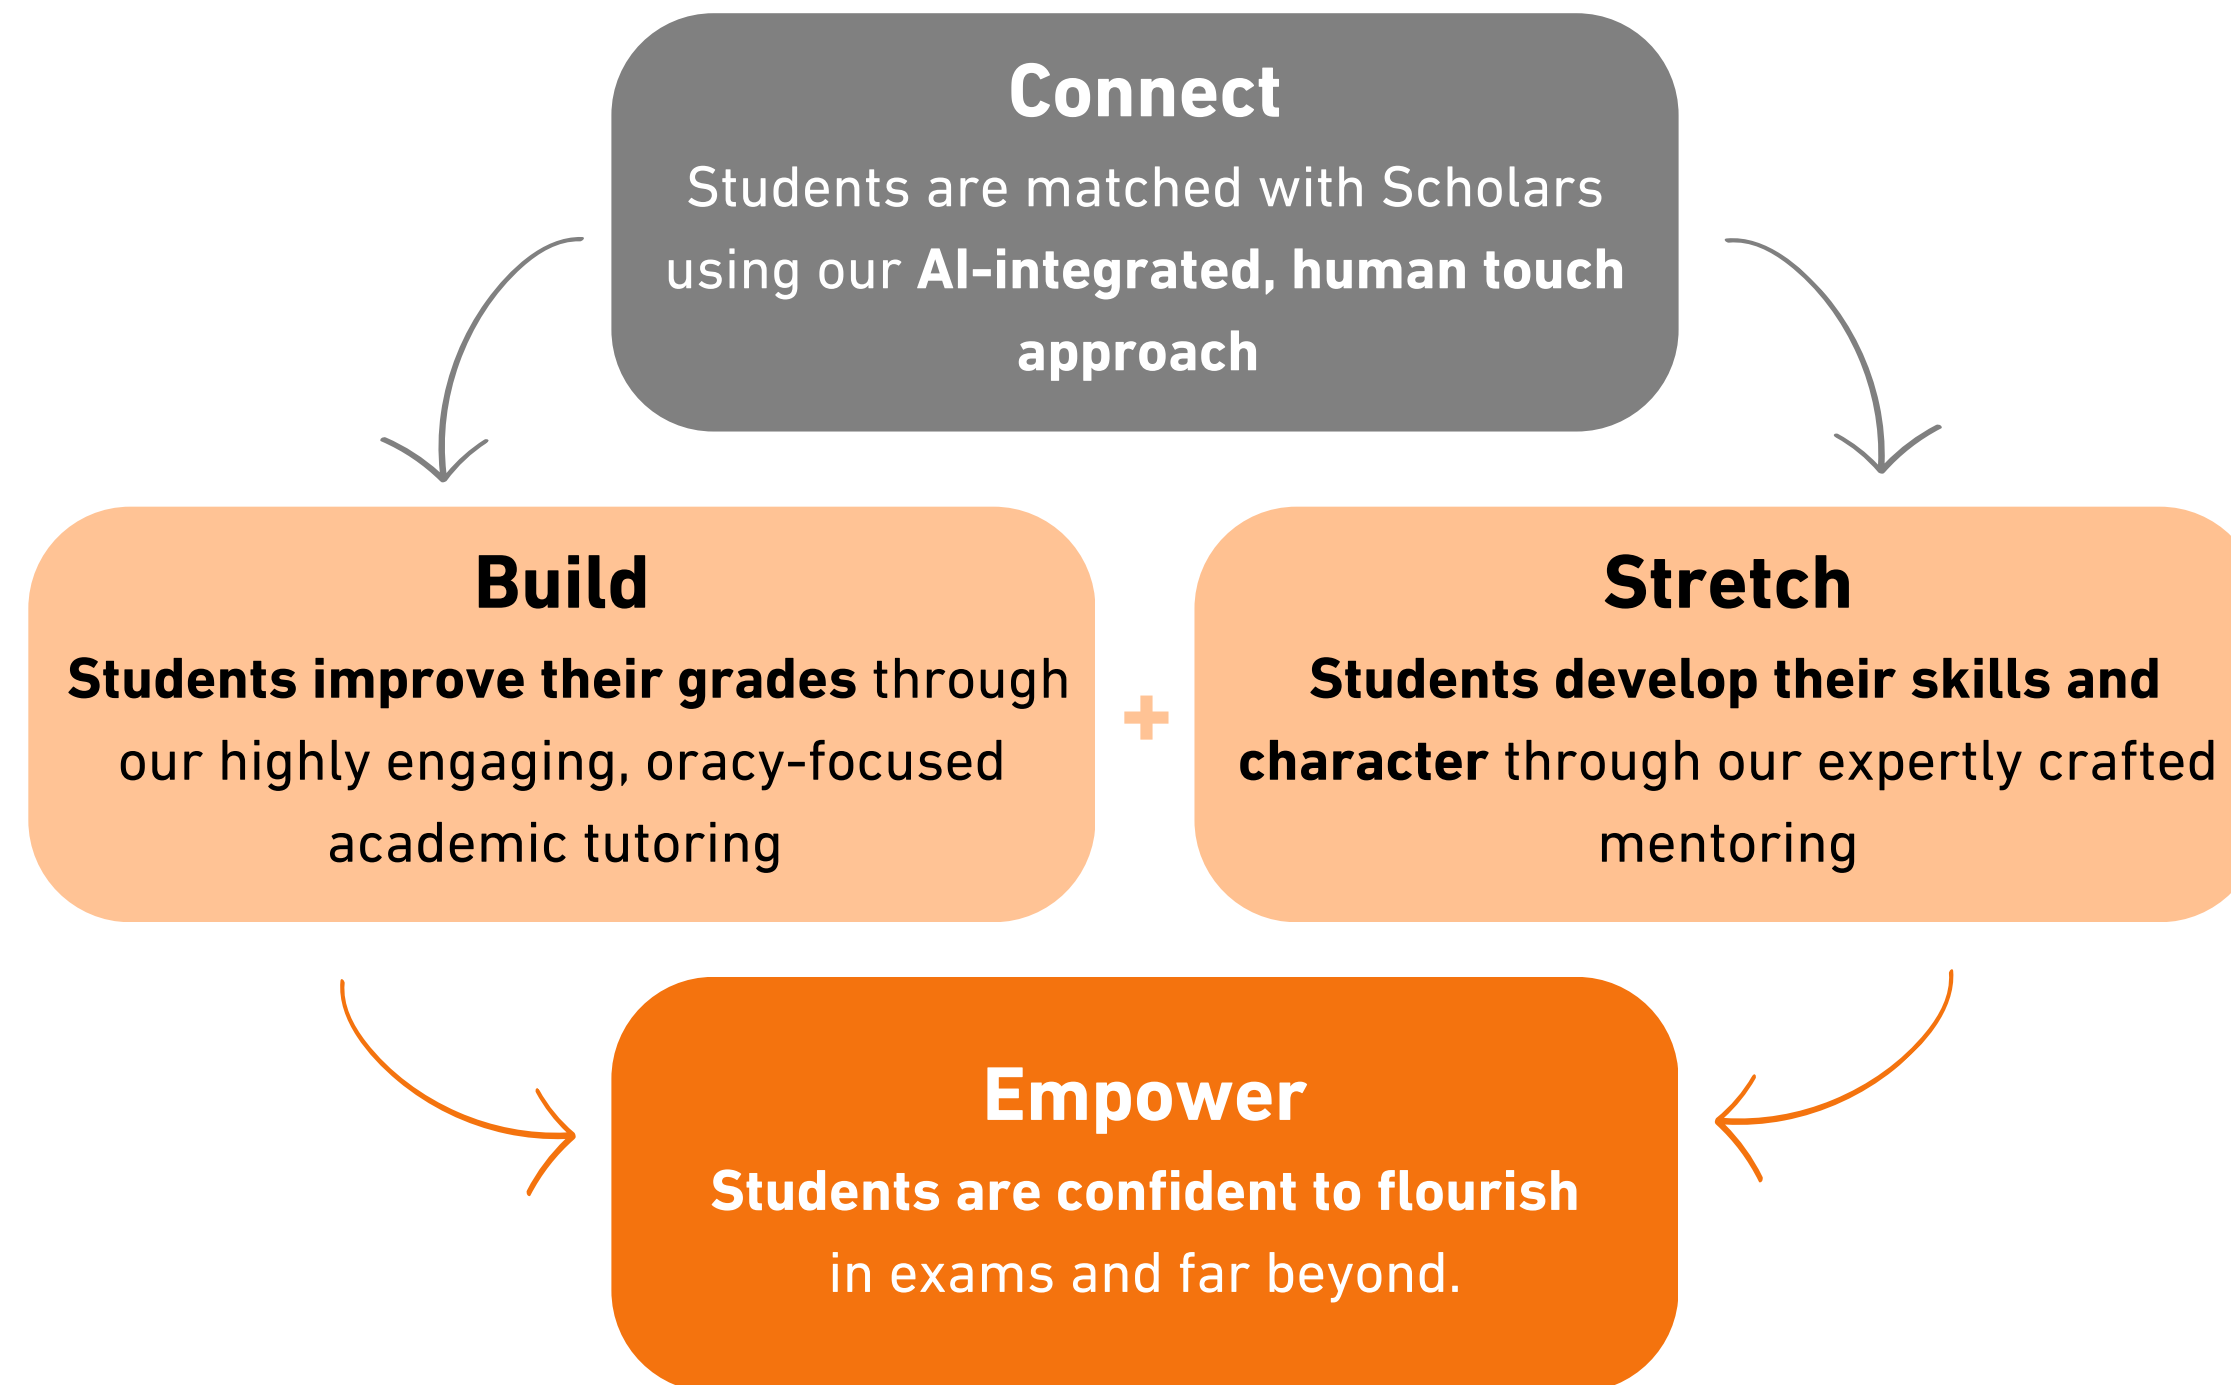 Connect
Students are matched with Scholars
using our AI-integrated, human touch
approach
Build
Students improve their grades through
our highly engaging, oracy-focused
academic tutoring
+
Stretch
Students develop their skills and
character through our expertly crafted
mentoring
Empower
Students are confident to flourish
in exams and far beyond.